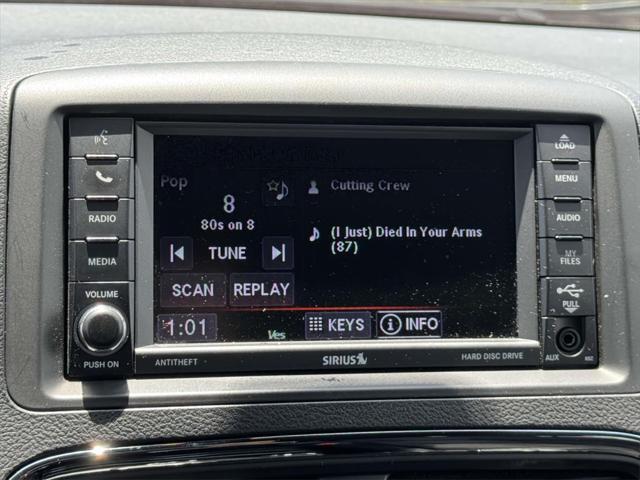 LOAD
RADIO
MEDIA
VOLUME
PUSH ON
Pop
8
80s on 8
TUNE
SCAN
REPLAY
1:01
Cutting Crew
(I Just) Died In Your Arms
(87)
KEYS
INFO
MENU
AUDIO
MY
FILES
PULL
AUX
ANTITHEFT
SIRIUS
HARD DISC DRIVE